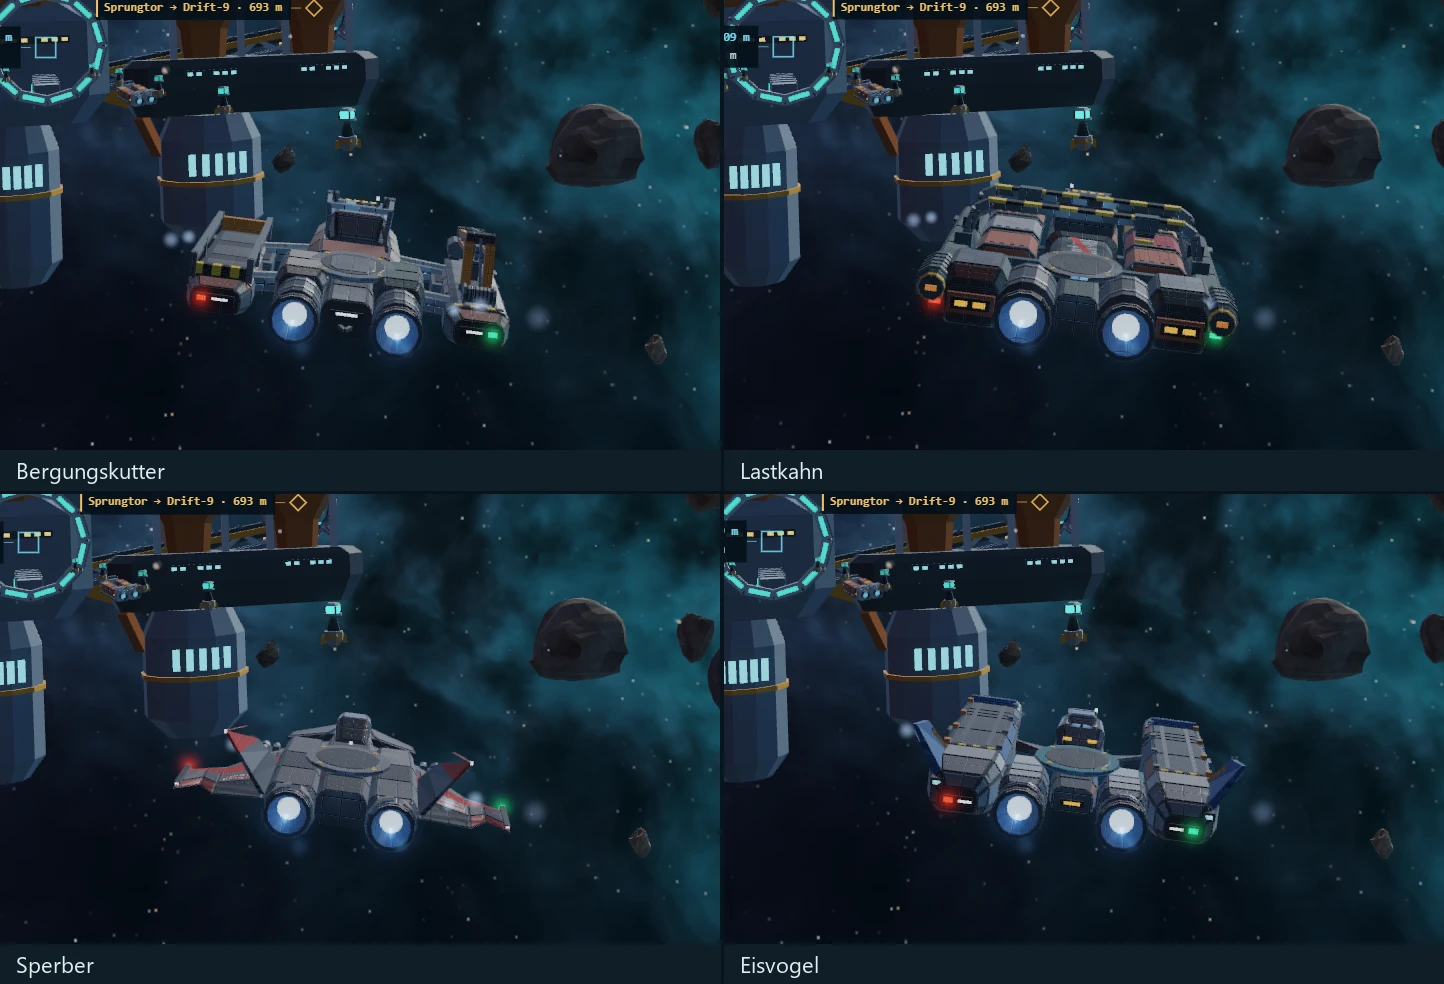 Sprungtor → Drift-9 · 693 m
m
Bergungskutter
Sprungtor → Drift-9 · 693 m
09 m
m
Lastkahn
Sprungtor → Drift-9 · 693 m
Sperber
Sprungtor → Drift-9 · 693 m
m
Eisvogel